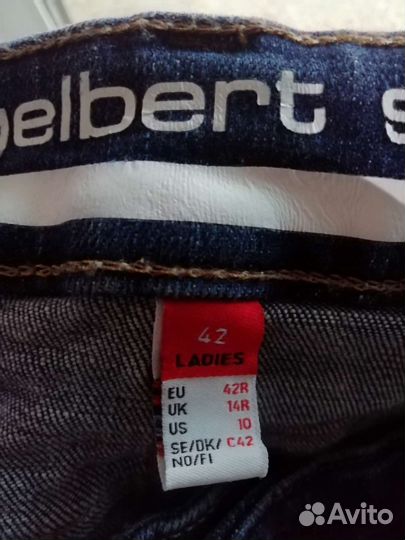 gelbert s
42
LADIES
EU 42R
UK 14R
US 10
SE/DK/ C42
NO/FI
Avito